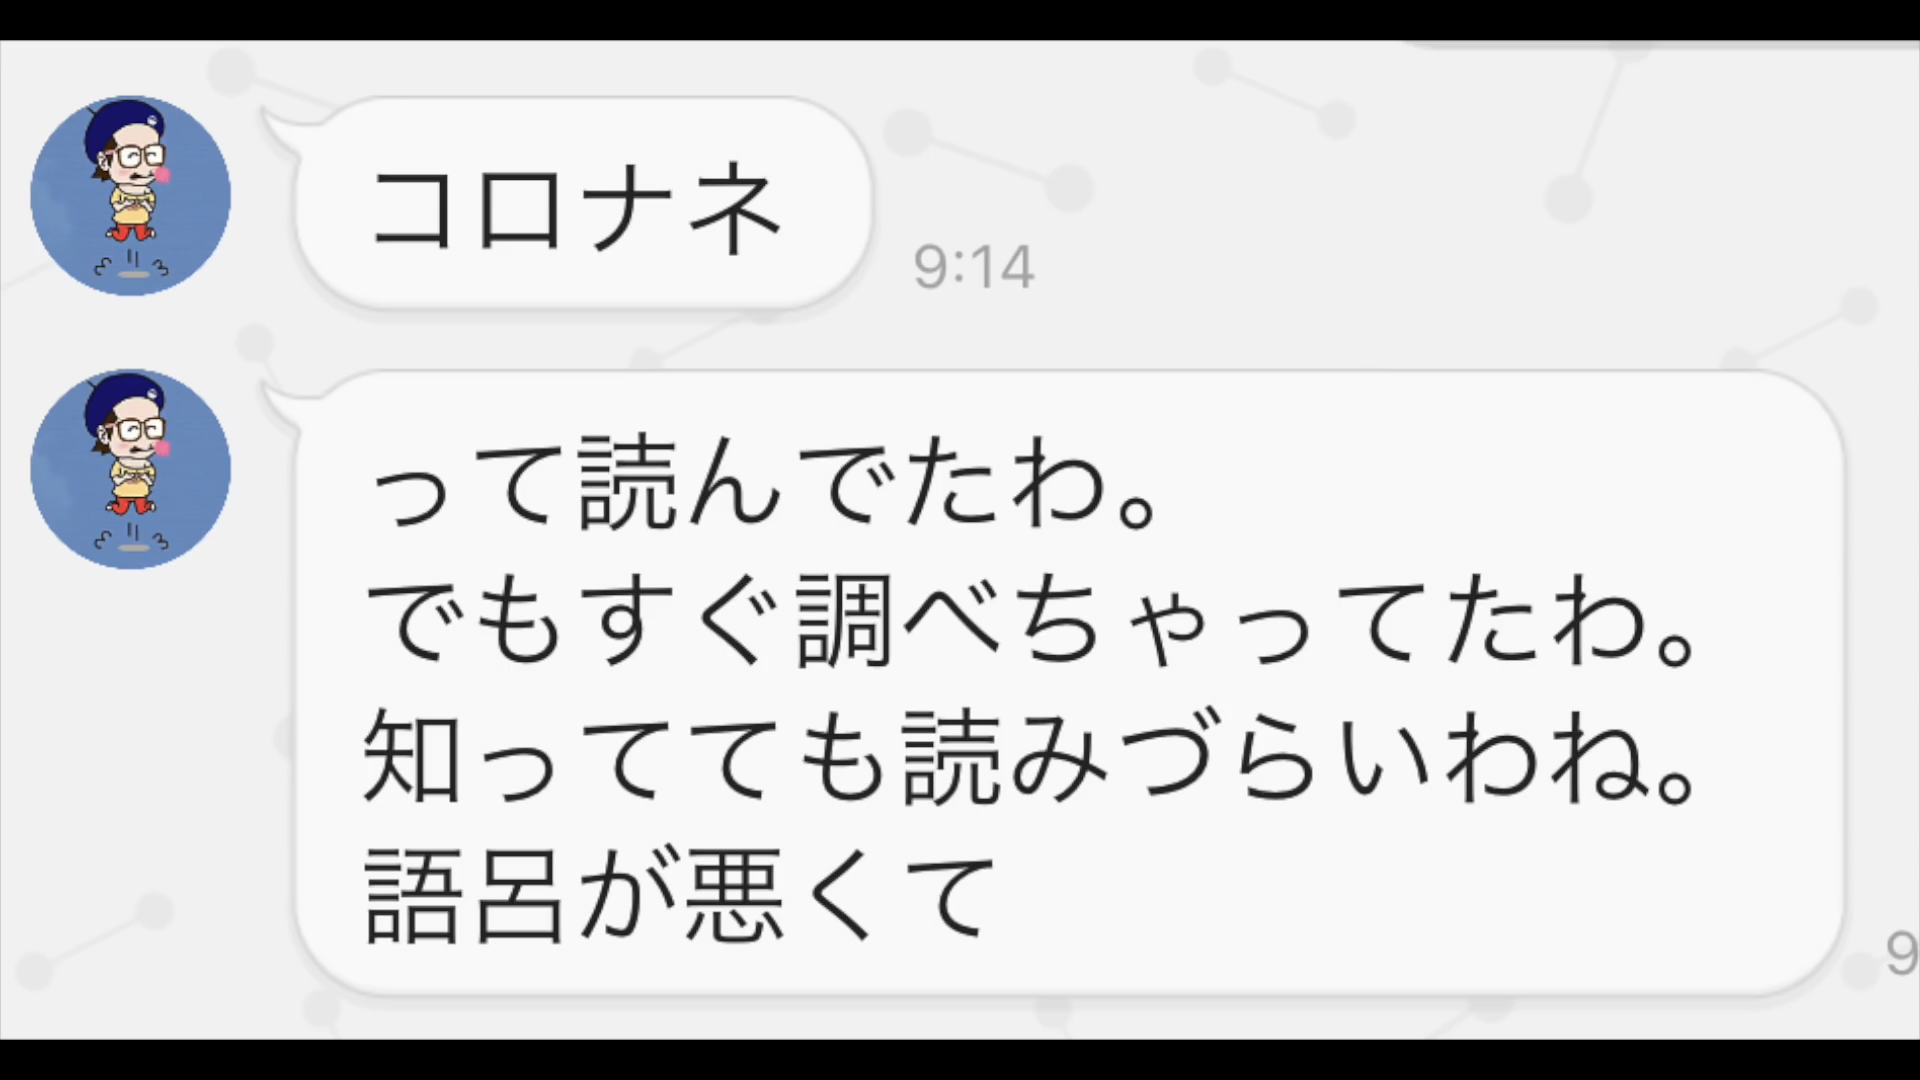 コロナネ
9:14
って読んでたわ。
でもすぐ調べちゃってたわ。
知ってても読みづらいわね。
語呂が悪くて
9